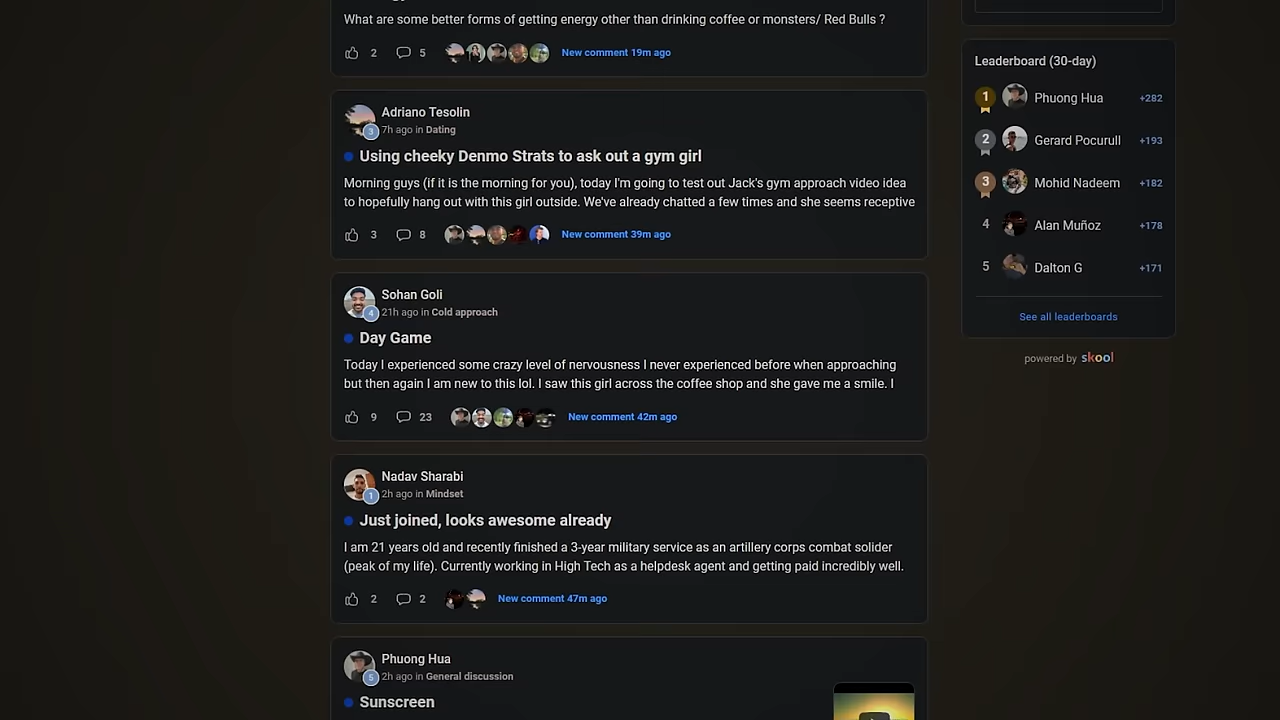 What are some better forms of getting energy other than drinking coffee or monsters/ Red Bulls ?
2 5 New comment 19m ago
Adriano Tesolin
3 7h ago in Dating
Using cheeky Denmo Strats to ask out a gym girl
Morning guys (if it is the morning for you), today I'm going to test out Jack's gym approach video idea
to hopefully hang out with this girl outside. We've already chatted a few times and she seems receptive
3 8 New comment 39m ago
Sohan Goli
4 21h ago in Cold approach
Day Game
Today I experienced some crazy level of nervousness I never experienced before when approaching
but then again I am new to this lol. I saw this girl across the coffee shop and she gave me a smile. I
9 23 New comment 42m ago
Nadav Sharabi
1 2h ago in Mindset
Just joined, looks awesome already
I am 21 years old and recently finished a 3-year military service as an artillery corps combat solider
(peak of my life). Currently working in High Tech as a helpdesk agent and getting paid incredibly well.
2 2 New comment 47m ago
Phuong Hua
5 2h ago in General discussion
Sunscreen
Leaderboard (30-day)
1 Phuong Hua +282
2 Gerard Pocurull +193
3 Mohid Nadeem +182
4 Alan Muñoz +178
5 Dalton G +171
See all leaderboards
powered by skool